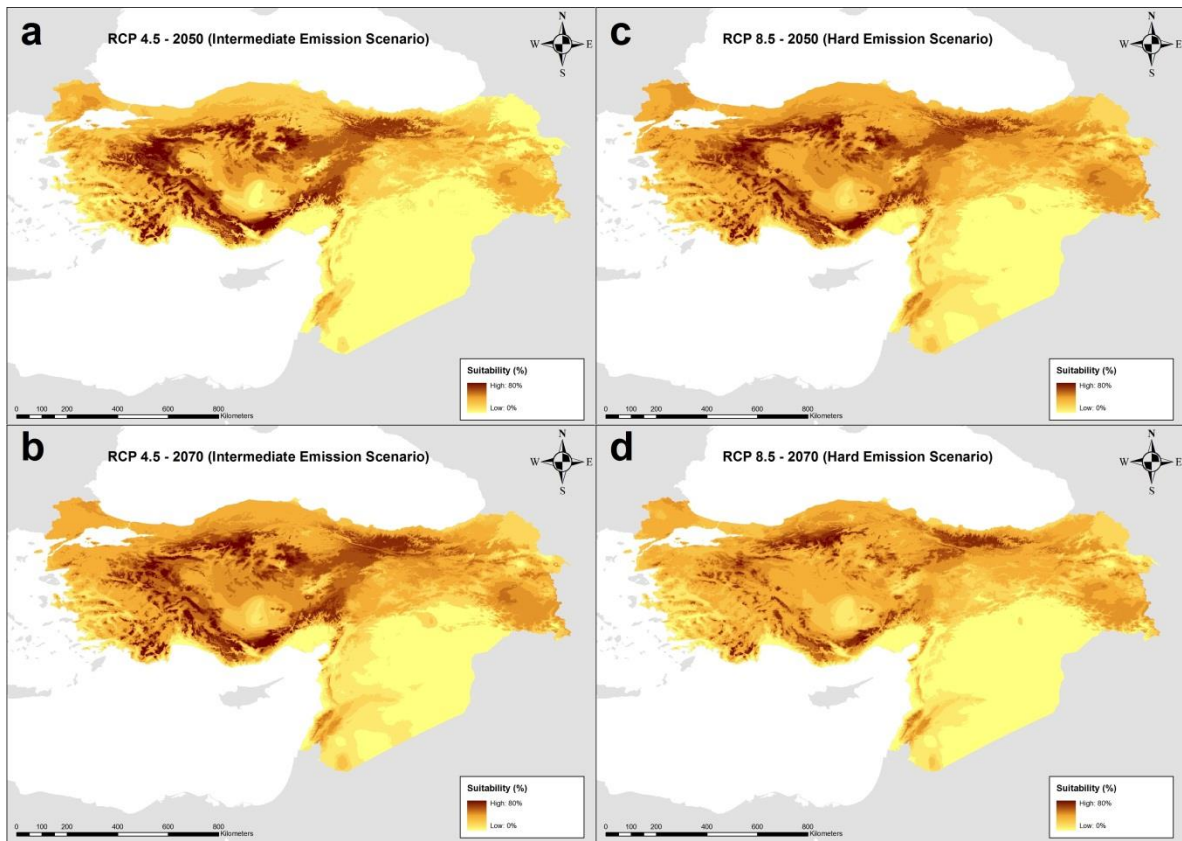 a
RCP 4.5 - 2050 (Intermediate Emission Scenario)
N
W E
S
Suitability (%)
High: 80%
Low: 0%
0 100 200 400 600 800
Kilometers
c
RCP 8.5 - 2050 (Hard Emission Scenario)
N
W E
S
Suitability (%)
High: 80%
Low: 0%
0 100 200 400 600 800
Kilometers
b
RCP 4.5 - 2070 (Intermediate Emission Scenario)
N
W E
S
Suitability (%)
High: 80%
Low: 0%
0 100 200 400 600 800
Kilometers
d
RCP 8.5 - 2070 (Hard Emission Scenario)
N
W E
S
Suitability (%)
High: 80%
Low: 0%
0 100 200 400 600 800
Kilometers